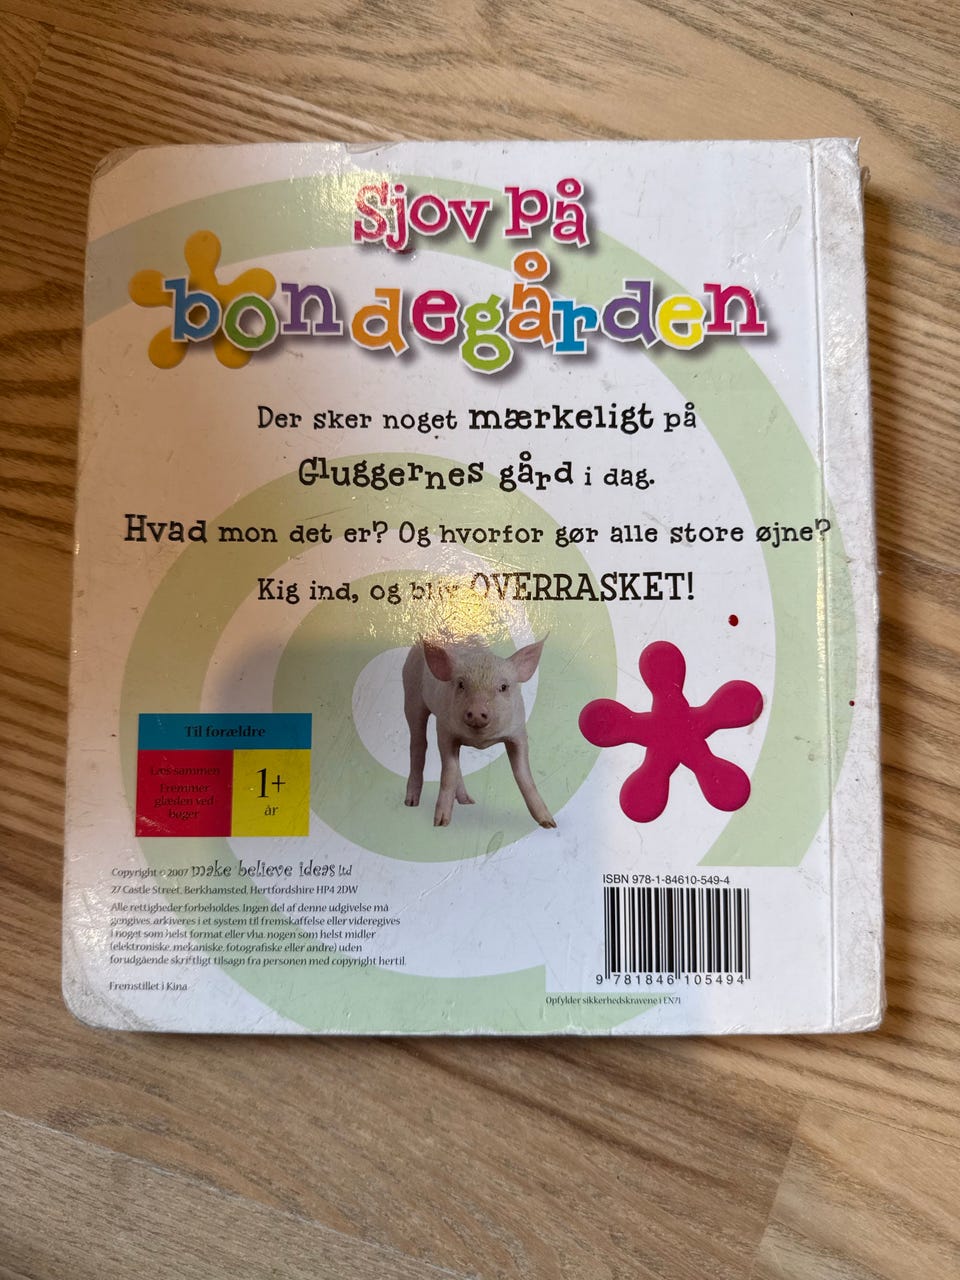 Sjov på
bondegården
Der sker noget mærkeligt på
Gluggernes gård i dag.
Hvad mon det er? Og hvorfor gør alle store øjne?
Kig ind, og bliv OVERRASKET!
Til forældre
Læs sammen
Fremmer
glæden ved
bøger
1+
år
Copyright © 2007 make believe ideas ltd
27 Castle Street, Berkhamsted, Hertfordshire HP4 2DW
Alle rettigheder forbeholdes. Ingen del af denne udgivelse må
gengives, arkiveres i et system til fremskaffelse eller videregives
i noget som helst format eller vha. nogen som helst midler
(elektroniske, mekaniske, fotografiske eller andre) uden
forudgående skriftligt tilsagn fra personen med copyright hertil.
Fremstillet i Kina
ISBN 978-1-84610-549-4
9 781846 105494
Opfylder sikkerhedskravene i EN71